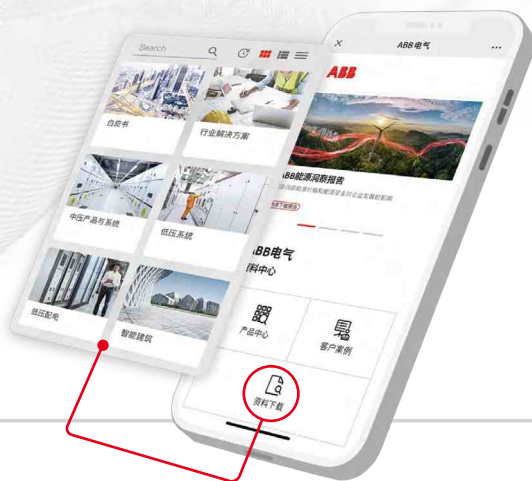 Search
白皮书
行业解决方案
中压产品与系统
低压系统
低压配电
智能建筑
ABB电气
ABB
ABB能源洞察报告
ABB电气
资料中心
产品中心
客户案例
资料下载